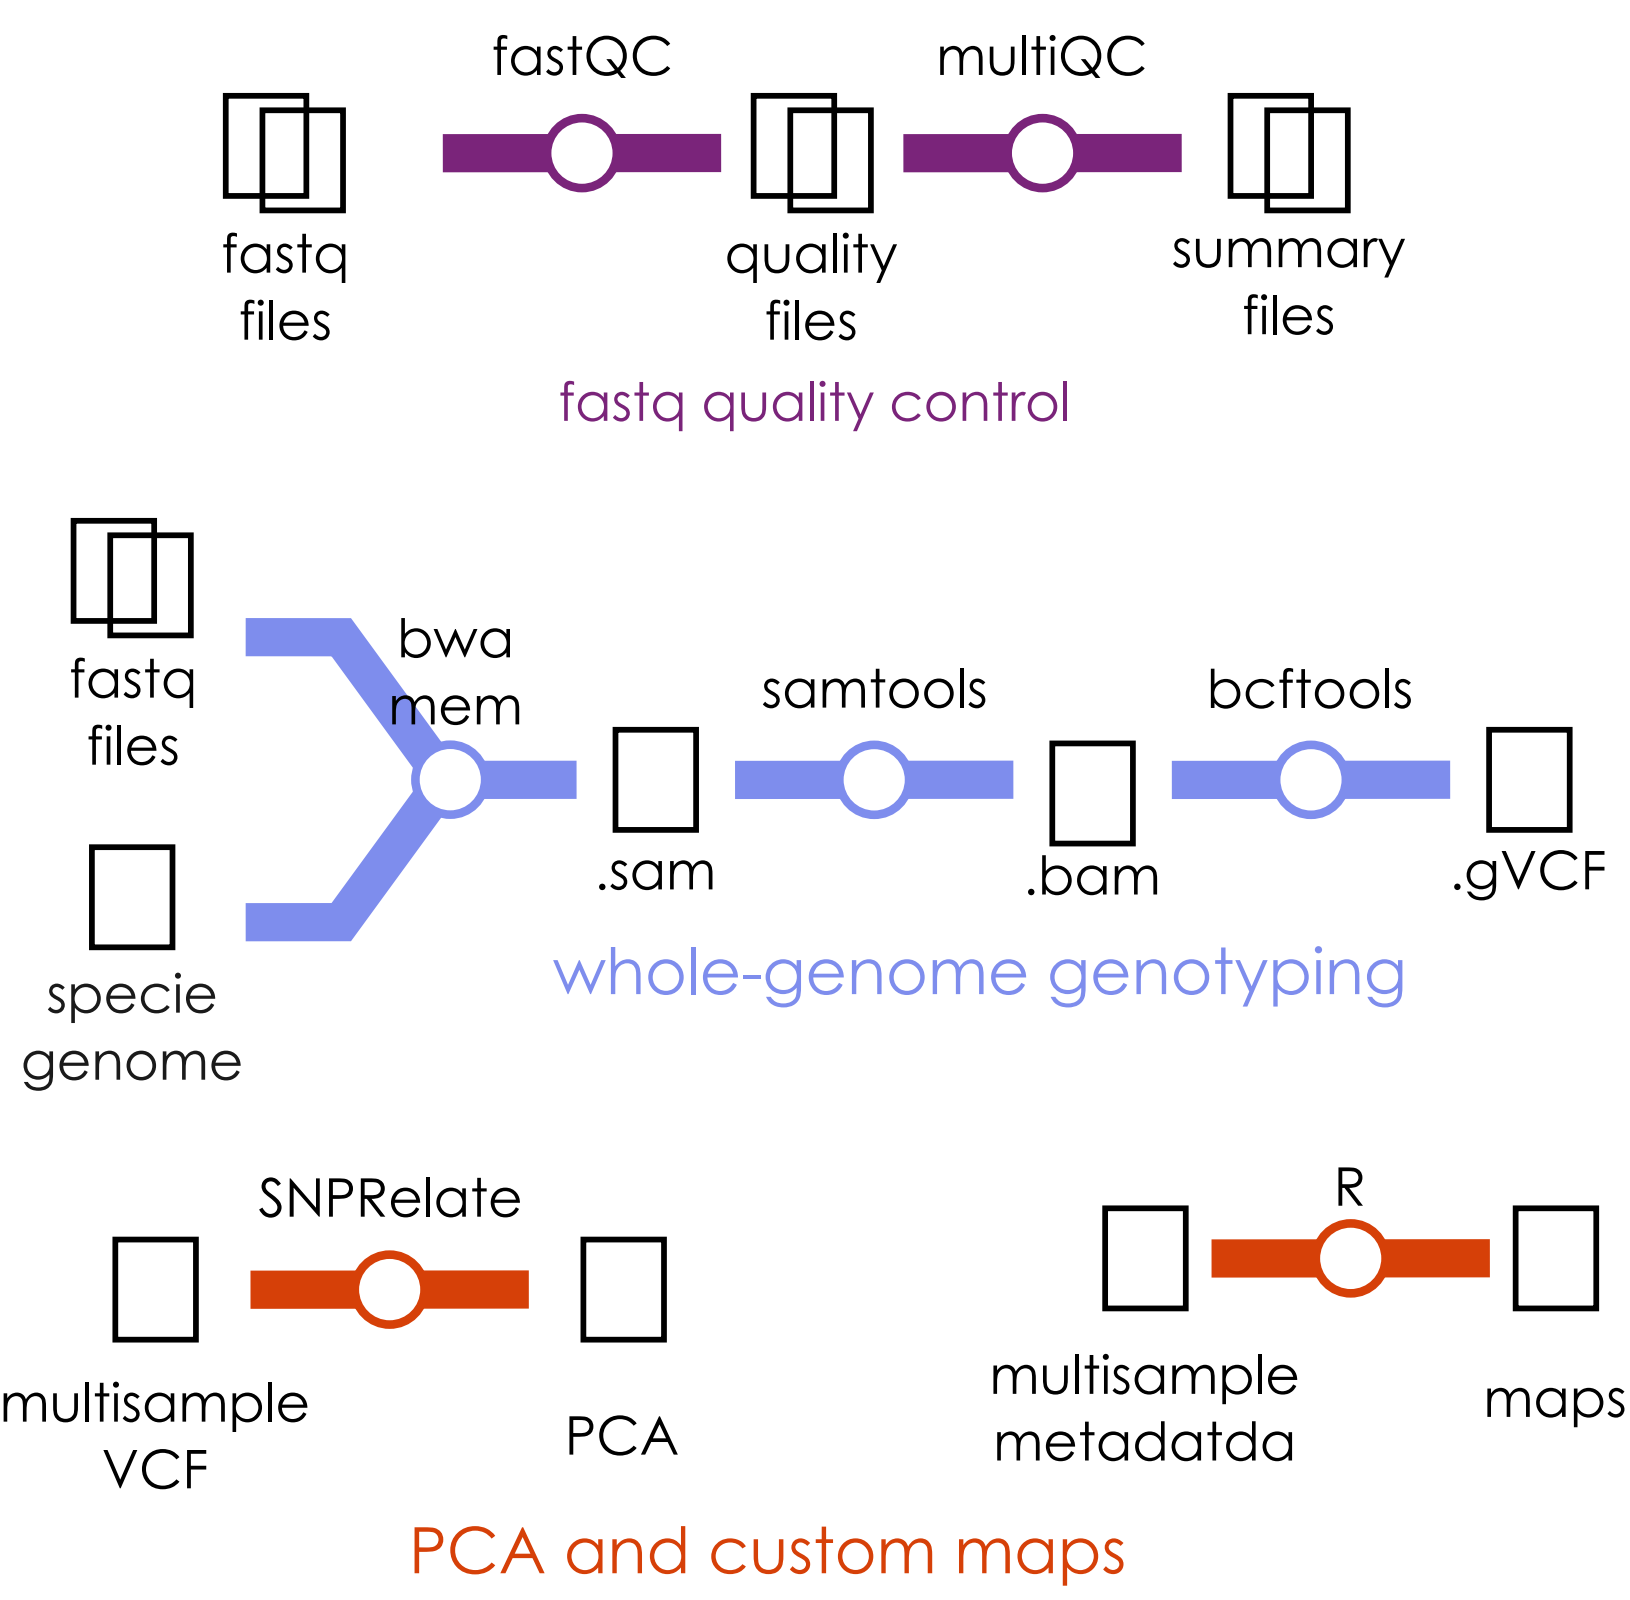 fastQC
multiQC
fastq
files
quality
files
summary
files
fastq quality control
fastq
files
bwa
mem
samtools
bcftools
.sam
.bam
.gVCF
specie
genome
whole-genome genotyping
SNPRelate
R
multisample
VCF
PCA
multisample
metadatda
maps
PCA and custom maps